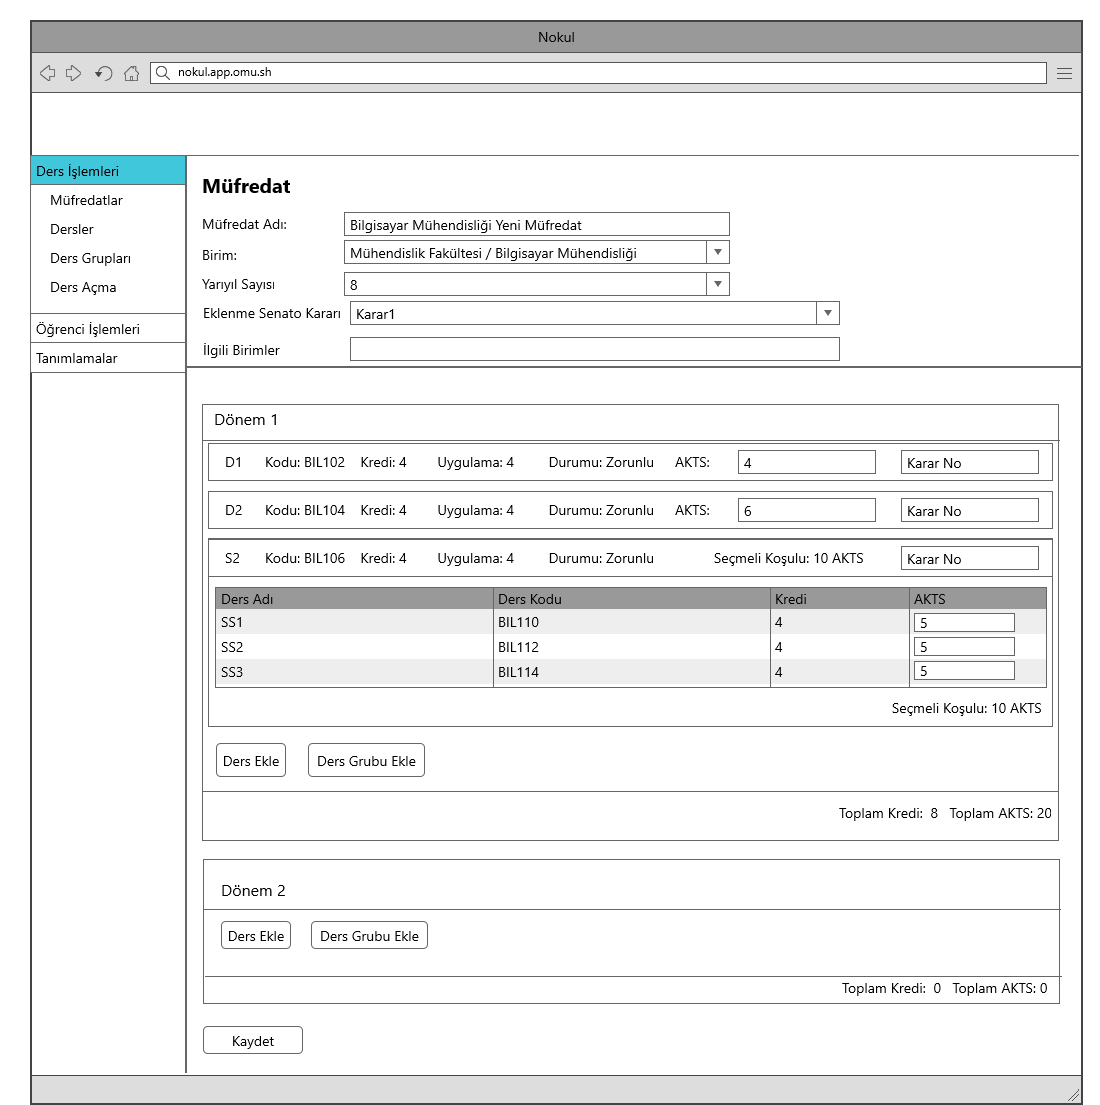 Nokul
nokul.app.omu.sh
Ders İşlemleri
Müfredatlar
Dersler
Ders Grupları
Ders Açma
Öğrenci İşlemleri
Tanımlamalar
Müfredat
Müfredat Adı: Bilgisayar Mühendisliği Yeni Müfredat
Birim: Mühendislik Fakültesi / Bilgisayar Mühendisliği
Yarıyıl Sayısı 8
Eklenme Senato Kararı Karar1
İlgili Birimler
Dönem 1
D1 Kodu: BIL102 Kredi: 4 Uygulama: 4 Durumu: Zorunlu AKTS: 4 Karar No
D2 Kodu: BIL104 Kredi: 4 Uygulama: 4 Durumu: Zorunlu AKTS: 6 Karar No
S2 Kodu: BIL106 Kredi: 4 Uygulama: 4 Durumu: Zorunlu Seçmeli Koşulu: 10 AKTS Karar No
Ders Adı Ders Kodu Kredi AKTS
SS1 BIL110 4 5
SS2 BIL112 4 5
SS3 BIL114 4 5
Seçmeli Koşulu: 10 AKTS
Ders Ekle Ders Grubu Ekle
Toplam Kredi: 8 Toplam AKTS: 20
Dönem 2
Ders Ekle Ders Grubu Ekle
Toplam Kredi: 0 Toplam AKTS: 0
Kaydet